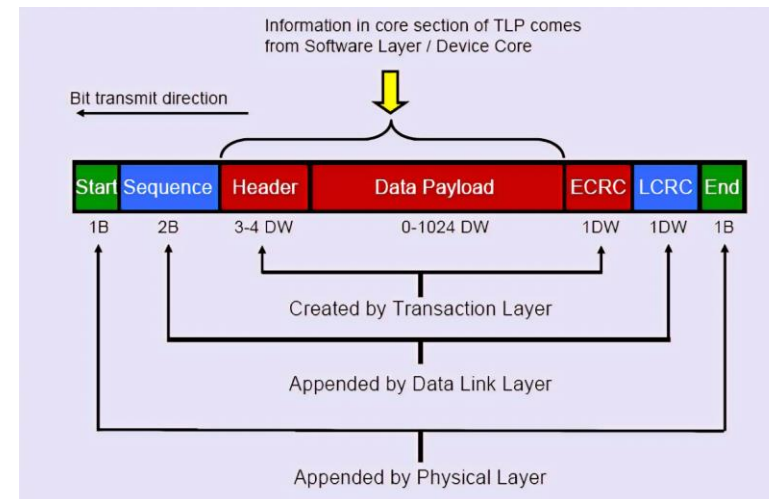 Information in core section of TLP comes
from Software Layer / Device Core
Bit transmit direction
Start Sequence Header Data Payload ECRC LCRC End
1B 2B 3-4 DW 0-1024 DW 1DW 1DW 1B
Created by Transaction Layer
Appended by Data Link Layer
Appended by Physical Layer